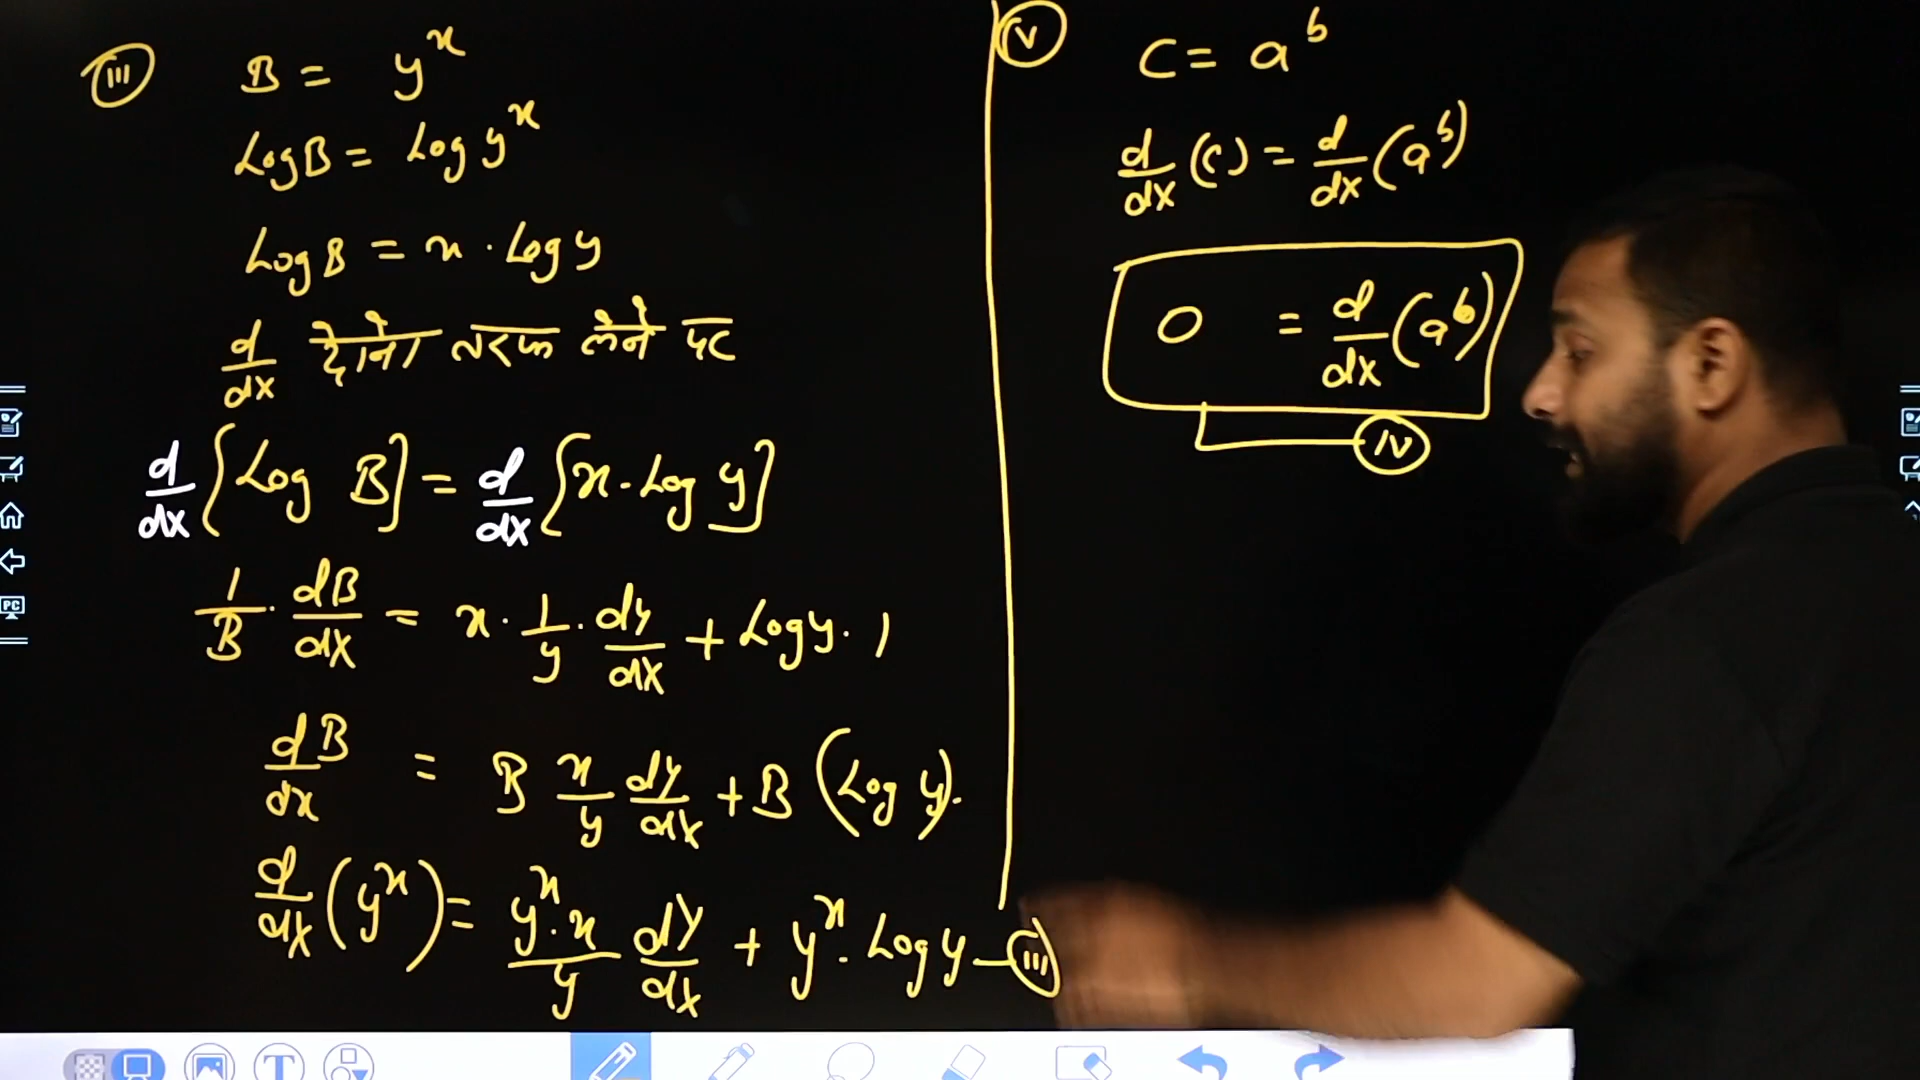 (III) B = y^x
Log B = Log y^x
Log B = x · Log y
d/dx दोनो तरफ लेने पर
d/dx [Log B] = d/dx [x · Log y]
1/B · dB/dx = x · 1/y · dy/dx + Log y · 1
dB/dx = B x/y dy/dx + B (Log y).
d/dx (y^x) = y^x · x/y dy/dx + y^x · Log y — (III)
(V) C = a^b
d/dx (C) = d/dx (a^b)
0 = d/dx (a^b)
(IV)
PC
T